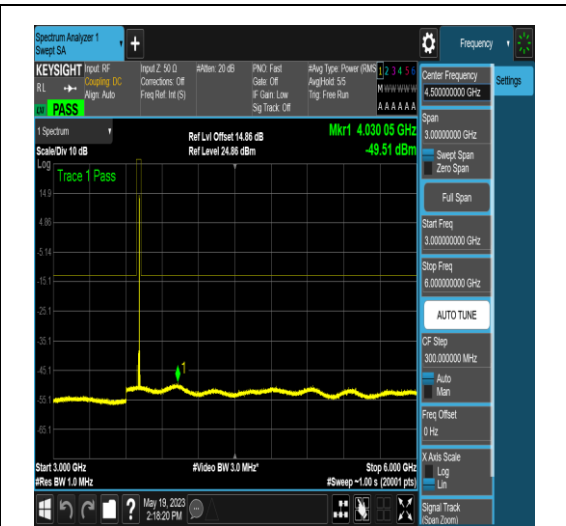 Spectrum Analyzer 1
Swept SA
+
Frequency
KEYSIGHT
RL
Input: RF
Coupling: DC
Align: Auto
Input Z: 50 Ω
Corrections: Off
Freq Ref: Int (S)
#Atten: 20 dB
PNO: Fast
Gate: Off
IF Gain: Low
Sig Track: Off
#Avg Type: Power (RMS
Avg|Hold: 5/5
Trig: Free Run
1 2 3 4 5 6
M W W W W W
A A A A A A
PASS
1 Spectrum
Scale/Div 10 dB
Ref Lvl Offset 14.86 dB
Ref Level 24.86 dBm
Mkr1 4.030 05 GHz
-49.51 dBm
Log
Trace 1 Pass
14.9
4.86
-5.14
-15.1
-25.1
-35.1
-45.1
-55.1
-65.1
1
Start 3.000 GHz
#Res BW 1.0 MHz
#Video BW 3.0 MHz*
Stop 6.000 GHz
#Sweep ~1.00 s (20001 pts)
Center Frequency
4.500000000 GHz
Settings
Span
3.00000000 GHz
Swept Span
Zero Span
Full Span
Start Freq
3.000000000 GHz
Stop Freq
6.000000000 GHz
AUTO TUNE
CF Step
300.000000 MHz
Auto
Man
Freq Offset
0 Hz
X Axis Scale
Log
Lin
Signal Track
(Span Zoom)
?
May 19, 2023
2:18:20 PM